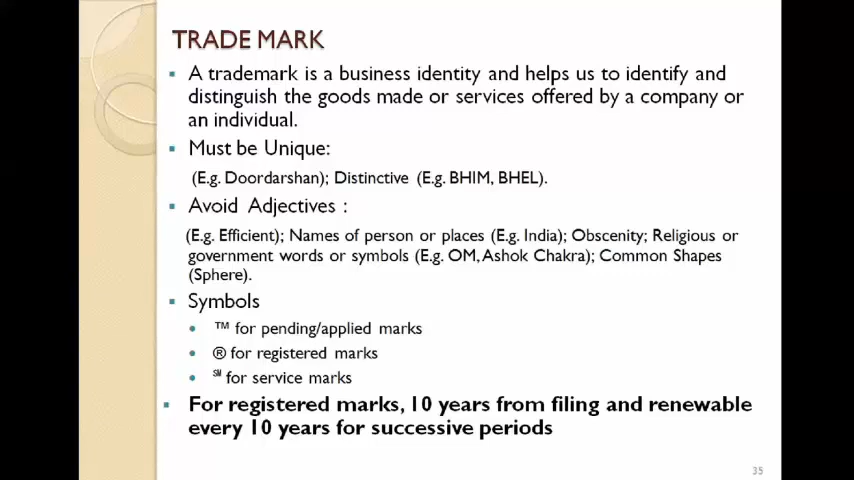 TRADE MARK
▪ A trademark is a business identity and helps us to identify and
distinguish the goods made or services offered by a company or
an individual.
▪ Must be Unique:
(E.g. Doordarshan); Distinctive (E.g. BHIM, BHEL).
▪ Avoid Adjectives :
(E.g. Efficient); Names of person or places (E.g. India); Obscenity; Religious or
government words or symbols (E.g. OM, Ashok Chakra); Common Shapes
(Sphere).
▪ Symbols
• ™ for pending/applied marks
• ® for registered marks
• ℠ for service marks
▪ For registered marks, 10 years from filing and renewable
every 10 years for successive periods
35